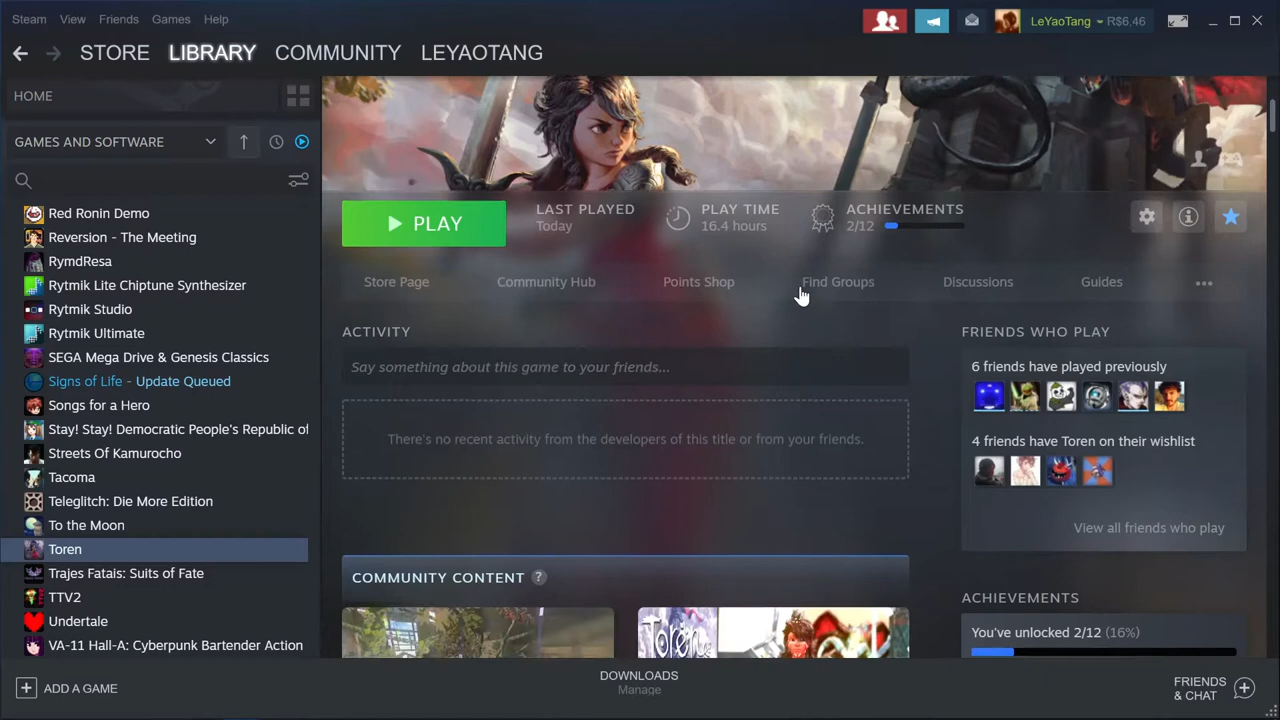 Steam View Friends Games Help
LeYaoTang R$6,46
STORE LIBRARY COMMUNITY LEYAOTANG
HOME
GAMES AND SOFTWARE
Red Ronin Demo
Reversion - The Meeting
RymdResa
Rytmik Lite Chiptune Synthesizer
Rytmik Studio
Rytmik Ultimate
SEGA Mega Drive & Genesis Classics
Signs of Life - Update Queued
Songs for a Hero
Stay! Stay! Democratic People's Republic of
Streets Of Kamurocho
Tacoma
Teleglitch: Die More Edition
To the Moon
Toren
Trajes Fatais: Suits of Fate
TTV2
Undertale
VA-11 Hall-A: Cyberpunk Bartender Action
PLAY
LAST PLAYED
Today
PLAY TIME
16.4 hours
ACHIEVEMENTS
2/12
Store Page Community Hub Points Shop Find Groups Discussions Guides
ACTIVITY
Say something about this game to your friends...
There's no recent activity from the developers of this title or from your friends.
COMMUNITY CONTENT ?
Toren
FRIENDS WHO PLAY
6 friends have played previously
4 friends have Toren on their wishlist
View all friends who play
ACHIEVEMENTS
You've unlocked 2/12 (16%)
ADD A GAME
DOWNLOADS
Manage
FRIENDS
& CHAT